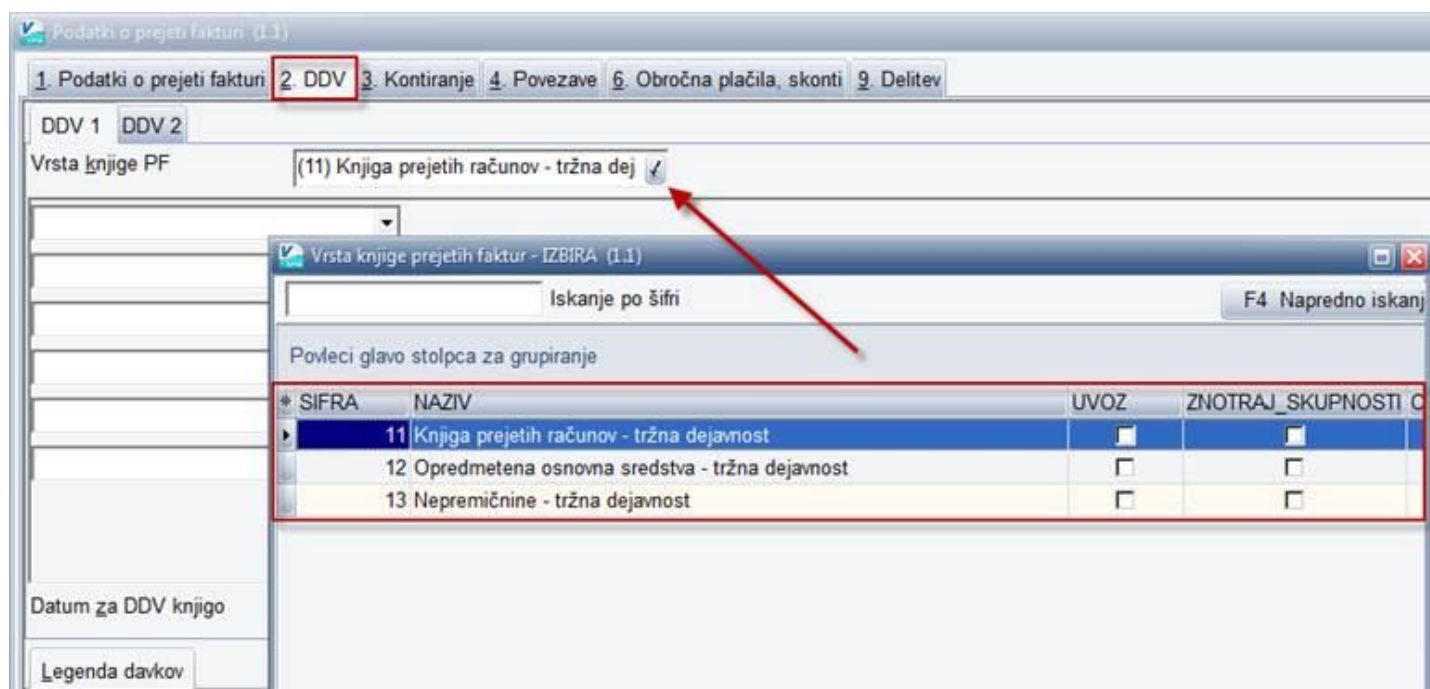 Podatki o prejeti fakturi (1.1)
1. Podatki o prejeti fakturi 2. DDV 3. Kontiranje 4. Povezave 6. Obročna plačila, skonti 9. Delitev
DDV 1 DDV 2
Vrsta knjige PF (11) Knjiga prejetih računov - tržna dej
Vrsta knjige prejetih faktur - IZBIRA (1.1)
Iskanje po šifri F4 Napredno iskanj
Povleci glavo stolpca za grupiranje
SIFRA NAZIV UVOZ ZNOTRAJ_SKUPNOSTI
11 Knjiga prejetih računov - tržna dejavnost
12 Opredmetena osnovna sredstva - tržna dejavnost
13 Nepremičnine - tržna dejavnost
Datum za DDV knjigo
Legenda davkov